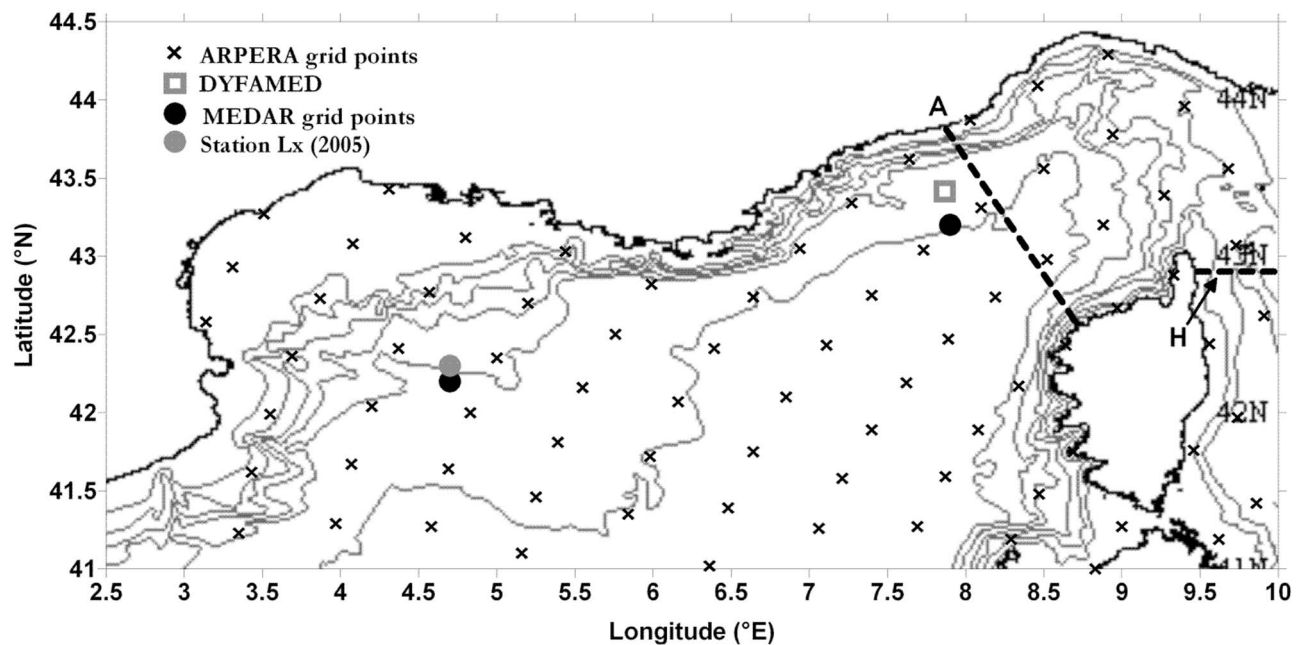 44.5
44
43.5
43
42.5
42
41.5
41
Latitude (°N)
ARPERA grid points
DYFAMED
MEDAR grid points
Station Lx (2005)
A
H
44N
43N
42N
41N
2.5 3 3.5 4 4.5 5 5.5 6 6.5 7 7.5 8 8.5 9 9.5 10
Longitude (°E)